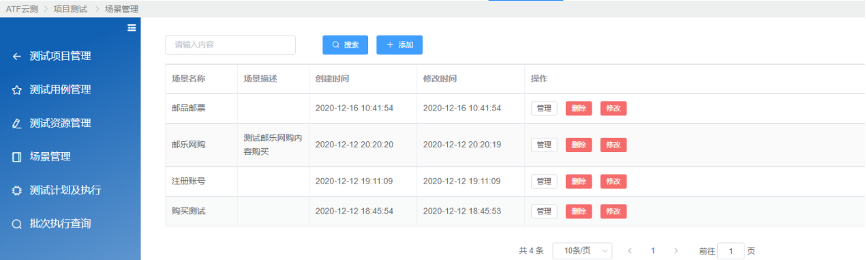 ATF云测 > 项目测试 > 场景管理
测试项目管理
测试用例管理
测试资源管理
场景管理
测试计划及执行
批次执行查询
请输入内容 搜索 添加
场景名称 场景描述 创建时间 修改时间 操作
邮品邮票 2020-12-16 10:41:54 2020-12-16 10:41:54 管理 删除 修改
邮乐网购 测试邮乐网购内 2020-12-12 20:20:20 2020-12-12 20:20:19 管理 删除 修改
容购买
注册账号 2020-12-12 19:11:09 2020-12-12 19:11:09 管理 删除 修改
购买测试 2020-12-12 18:45:54 2020-12-12 18:45:53 管理 删除 修改
共 4 条 10条/页 < 1 > 前往 1 页